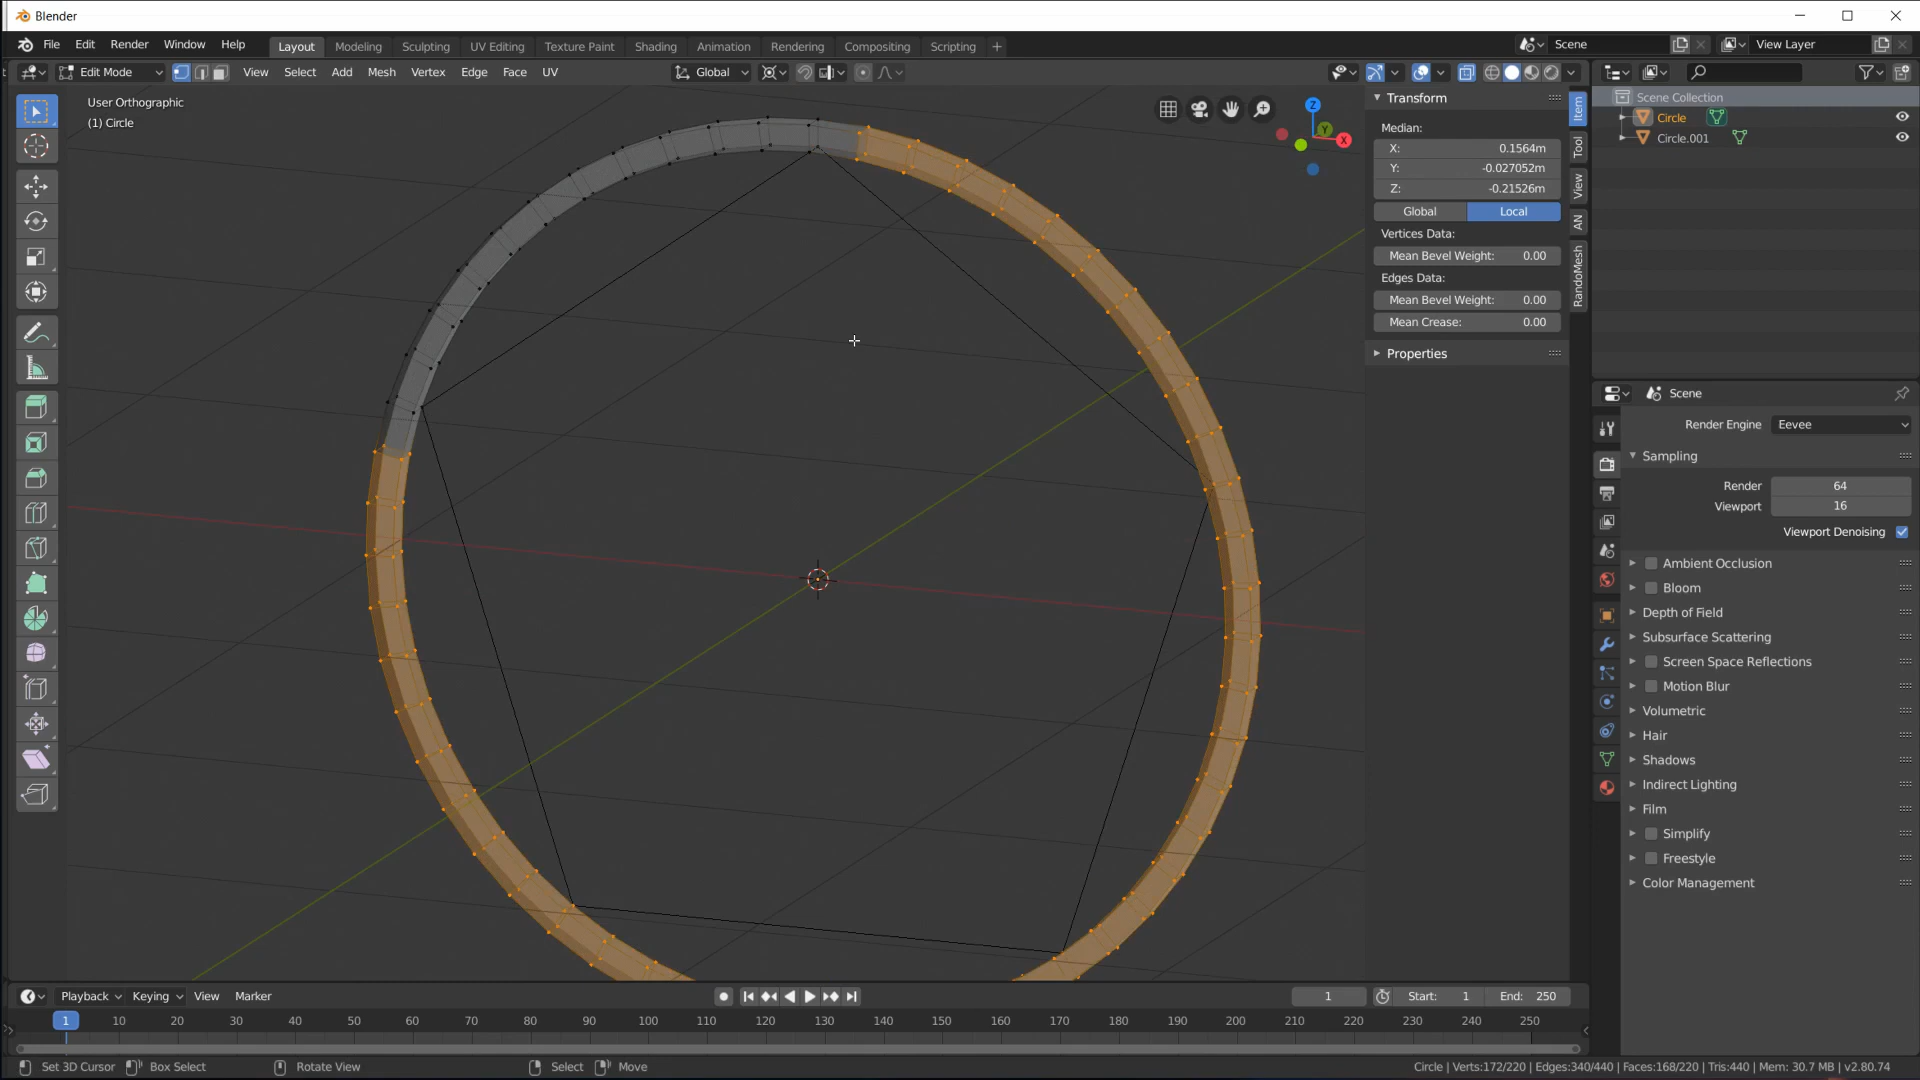 Blender
File Edit Render Window Help Layout Modeling Sculpting UV Editing Texture Paint Shading Animation Rendering Compositing Scripting + Scene View Layer
Edit Mode View Select Add Mesh Vertex Edge Face UV Global
User Orthographic
(1) Circle
Z
Y
X
Transform
Median:
X: 0.1564m
Y: -0.027052m
Z: -0.21526m
Global Local
Vertices Data:
Mean Bevel Weight: 0.00
Edges Data:
Mean Bevel Weight: 0.00
Mean Crease: 0.00
Properties
Item
Tool
View
AN
RandoMesh
Scene Collection
Circle
Circle.001
Scene
Render Engine Eevee
Sampling
Render 64
Viewport 16
Viewport Denoising
Ambient Occlusion
Bloom
Depth of Field
Subsurface Scattering
Screen Space Reflections
Motion Blur
Volumetric
Hair
Shadows
Indirect Lighting
Film
Simplify
Freestyle
Color Management
Playback Keying View Marker 1 Start: 1 End: 250
1 10 20 30 40 50 60 70 80 90 100 110 120 130 140 150 160 170 180 190 200 210 220 230 240 250
Set 3D Cursor Box Select Rotate View Select Move Circle | Verts:172/220 | Edges:340/440 | Faces:168/220 | Tris:440 | Mem: 30.7 MB | v2.80.74